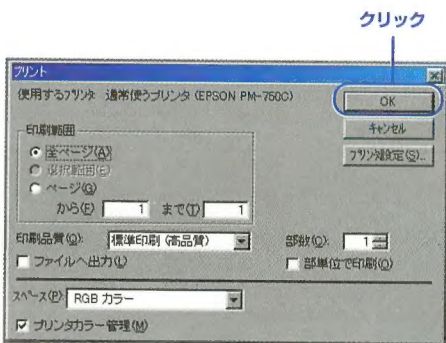 クリック
プリント
使用するプリンタ 通常使うプリンタ (EPSON PM-750C)
OK
キャンセル
プリンタ設定(S)...
印刷範囲
全ページ(A)
選択範囲(E)
ページ(G)
から(F) 1 まで(T) 1
印刷品質(Q): 標準印刷 (高品質) 部数(C): 1
ファイルへ出力(L) 部単位で印刷(O)
スペース(P): RGB カラー
プリンタカラー管理(M)